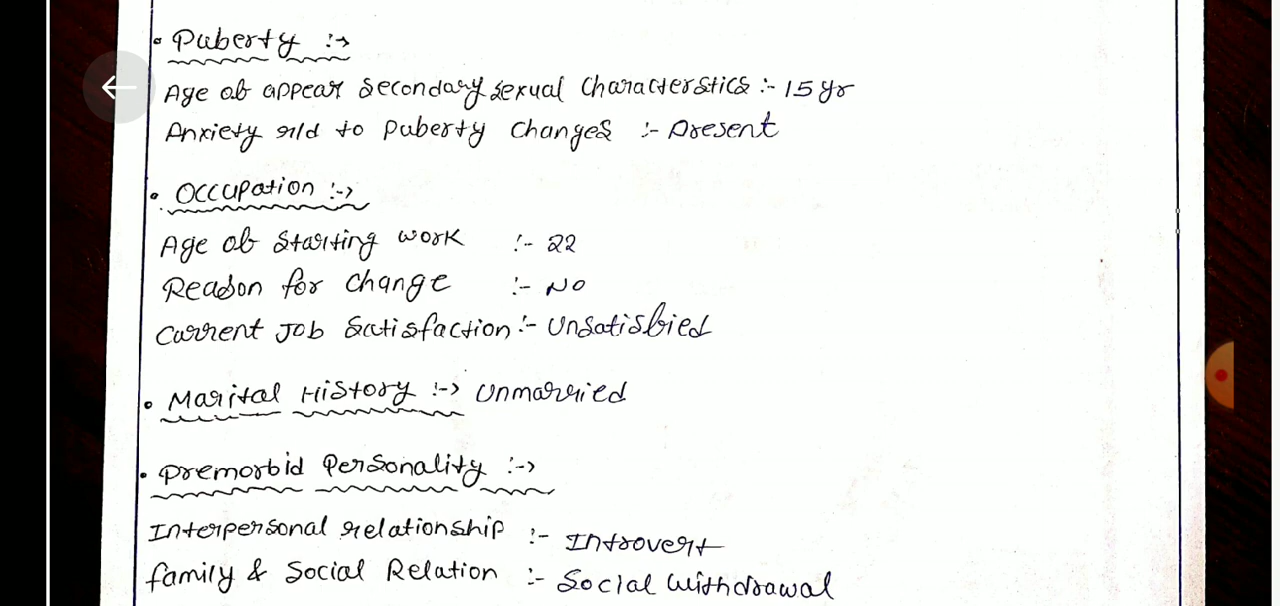 • Puberty :→
Age of appear secondary sexual characterstics :- 15 yr
Anxiety r/d to puberty changes :- Present
• Occupation :->
Age of starting work :- 22
Reason for change :- No
Current Job Satisfaction :- Unsatisfied
• Marital History :-> Unmarried
• Premorbid Personality :->
Interpersonal relationship :- Introvert
family & Social Relation :- Social withdrawal